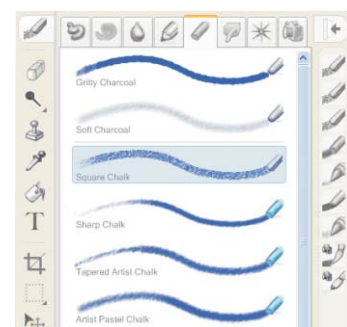 Gritty Charcoal
Soft Charcoal
Square Chalk
Sharp Chalk
Tapered Artist Chalk
Artist Pastel Chalk
T